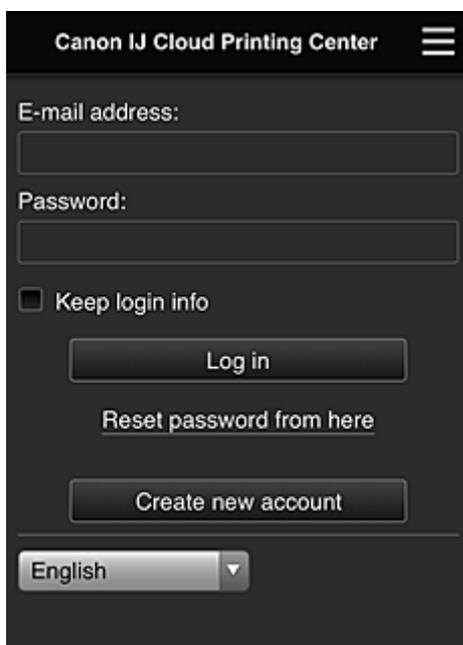 Canon IJ Cloud Printing Center
E-mail address:
Password:
Keep login info
Log in
Reset password from here
Create new account
English